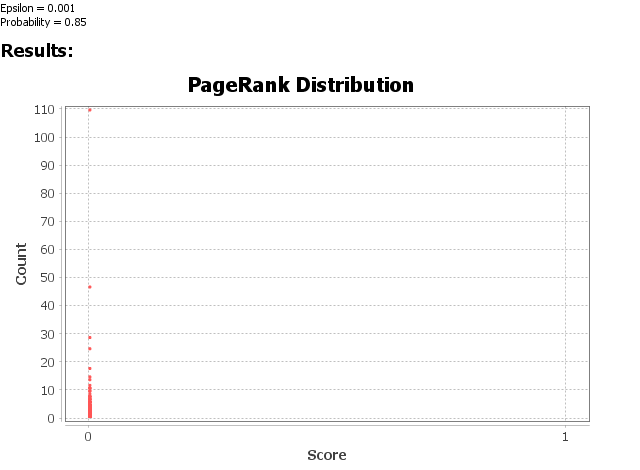 Epsilon = 0.001
Probability = 0.85
Results:
PageRank Distribution
110
100
90
80
70
60
50
40
30
20
10
0
Count
0
1
Score